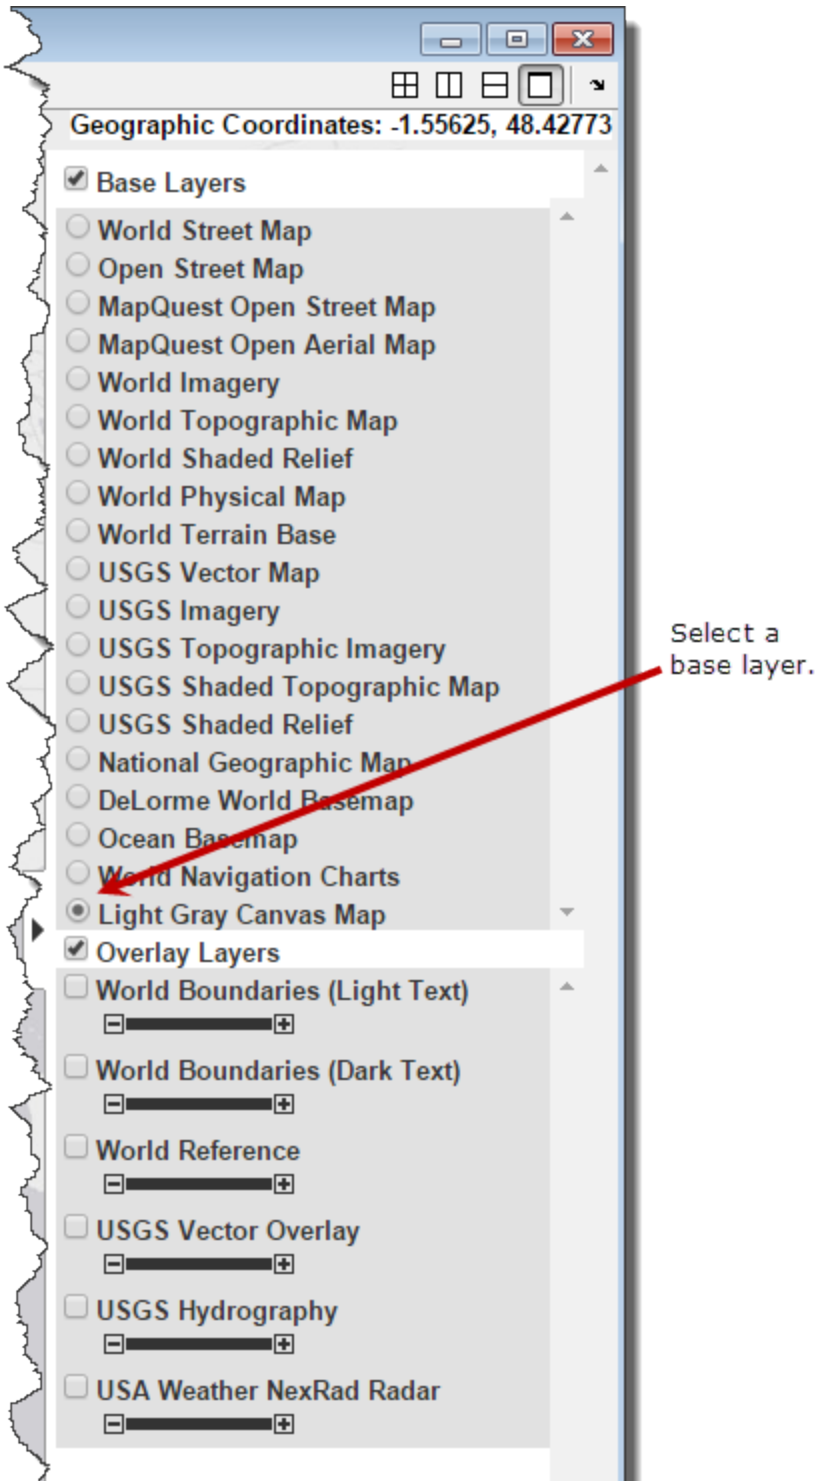 Geographic Coordinates: -1.55625, 48.42773
Base Layers
World Street Map
Open Street Map
MapQuest Open Street Map
MapQuest Open Aerial Map
World Imagery
World Topographic Map
World Shaded Relief
World Physical Map
World Terrain Base
USGS Vector Map
USGS Imagery
USGS Topographic Imagery
USGS Shaded Topographic Map
USGS Shaded Relief
National Geographic Map
DeLorme World Basemap
Ocean Basemap
World Navigation Charts
Light Gray Canvas Map
Overlay Layers
World Boundaries (Light Text)
World Boundaries (Dark Text)
World Reference
USGS Vector Overlay
USGS Hydrography
USA Weather NexRad Radar
Select a
base layer.